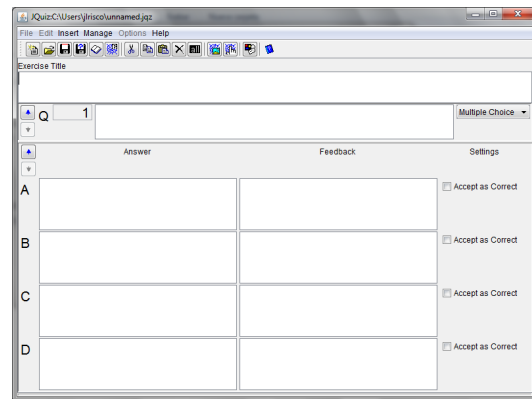 JQuiz:C:\Users\jlrisco\unnamed.jqz
File Edit Insert Manage Options Help
Exercise Title
Q 1 Multiple Choice
Answer Feedback Settings
A Accept as Correct
B Accept as Correct
C Accept as Correct
D Accept as Correct